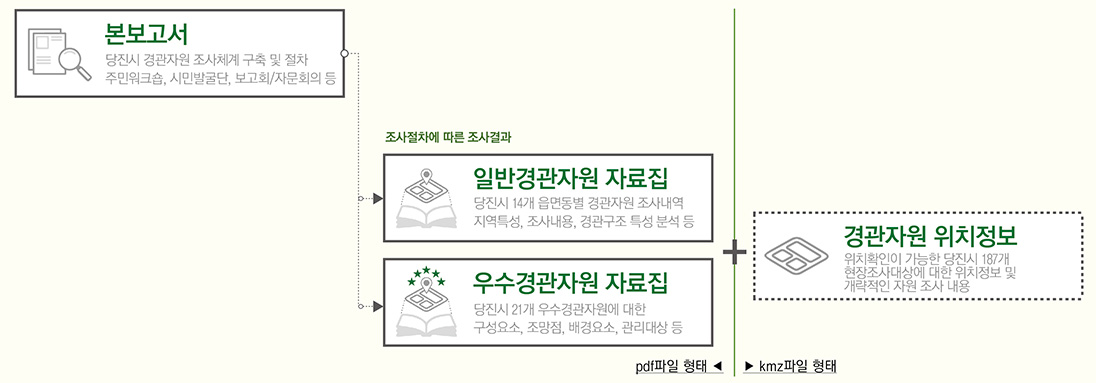 본보고서
당진시 경관자원 조사체계 구축 및 절차
주민워크숍, 시민발굴단, 보고회/자문회의 등
조사절차에 따른 조사결과
일반경관자원 자료집
당진시 14개 읍면동별 경관자원 조사내역
지역특성, 조사내용, 경관구조 특성 분석 등
우수경관자원 자료집
당진시 21개 우수경관자원에 대한
구성요소, 조망점, 배경요소, 관리대상 등
경관자원 위치정보
위치확인이 가능한 당진시 187개
현장조사대상에 대한 위치정보 및
개략적인 자원 조사 내용
pdf파일 형태 ◀
▶ kmz파일 형태